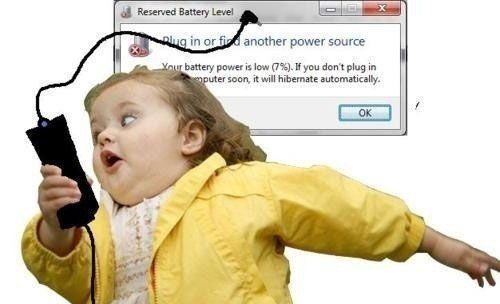 Reserved Battery Level
Plug in or find another power source
Your battery power is low (7%). If you don't plug in
computer soon, it will hibernate automatically.
OK